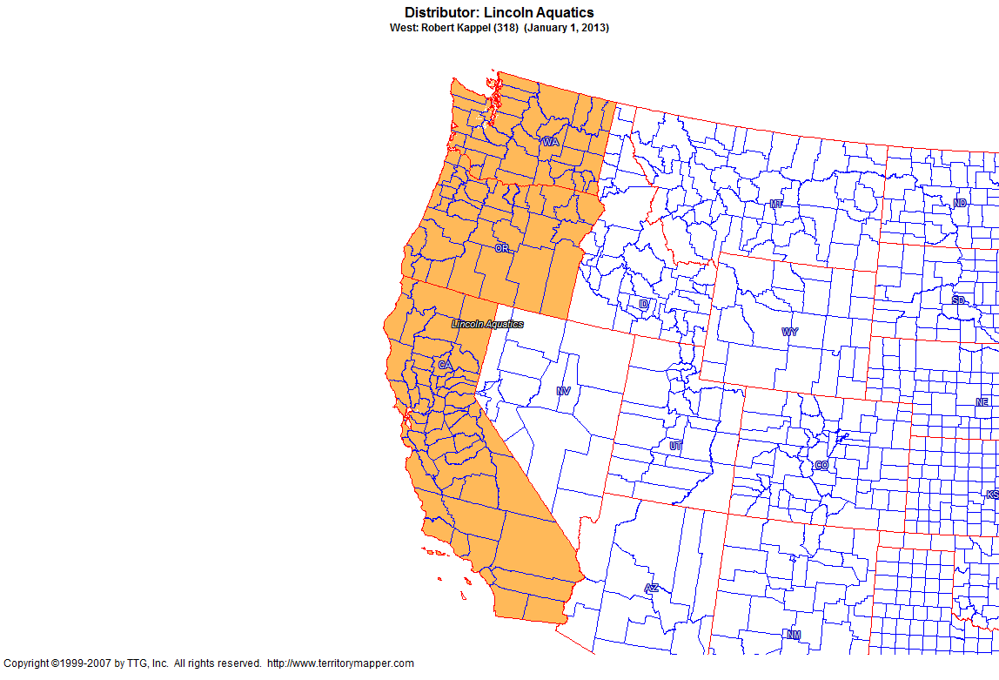 Distributor: Lincoln Aquatics
West: Robert Kappel (318) (January 1, 2013)
WA
MT
ND
OR
ID
SD
Lincoln Aquatics
WY
CA
NV
NE
UT
CO
KS
AZ
NM
Copyright ©1999-2007 by TTG, Inc. All rights reserved. http://www.territorymapper.com